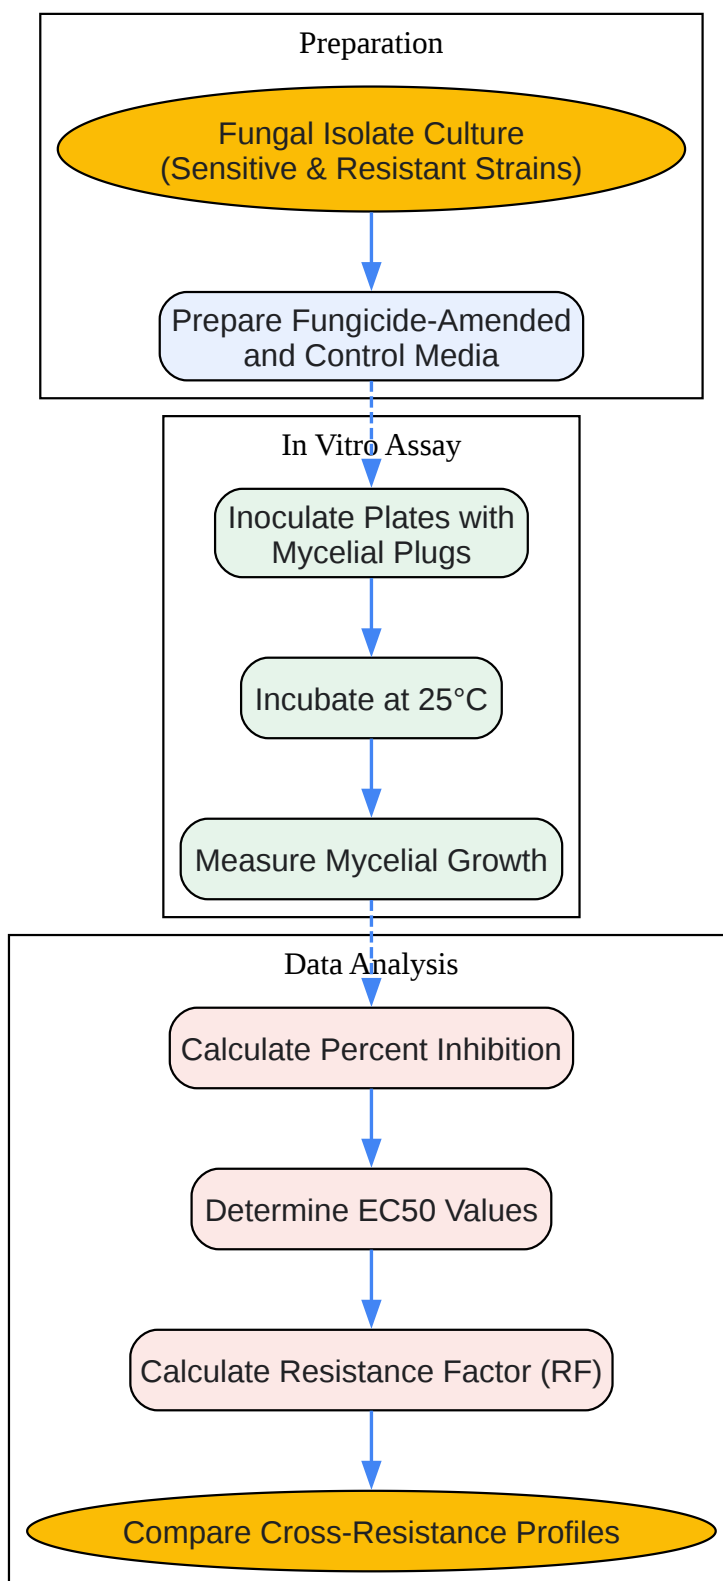 Preparation
Fungal Isolate Culture
(Sensitive & Resistant Strains)
Prepare Fungicide-Amended
and Control Media
In Vitro Assay
Inoculate Plates with
Mycelial Plugs
Incubate at 25°C
Measure Mycelial Growth
Data Analysis
Calculate Percent Inhibition
Determine EC50 Values
Calculate Resistance Factor (RF)
Compare Cross-Resistance Profiles